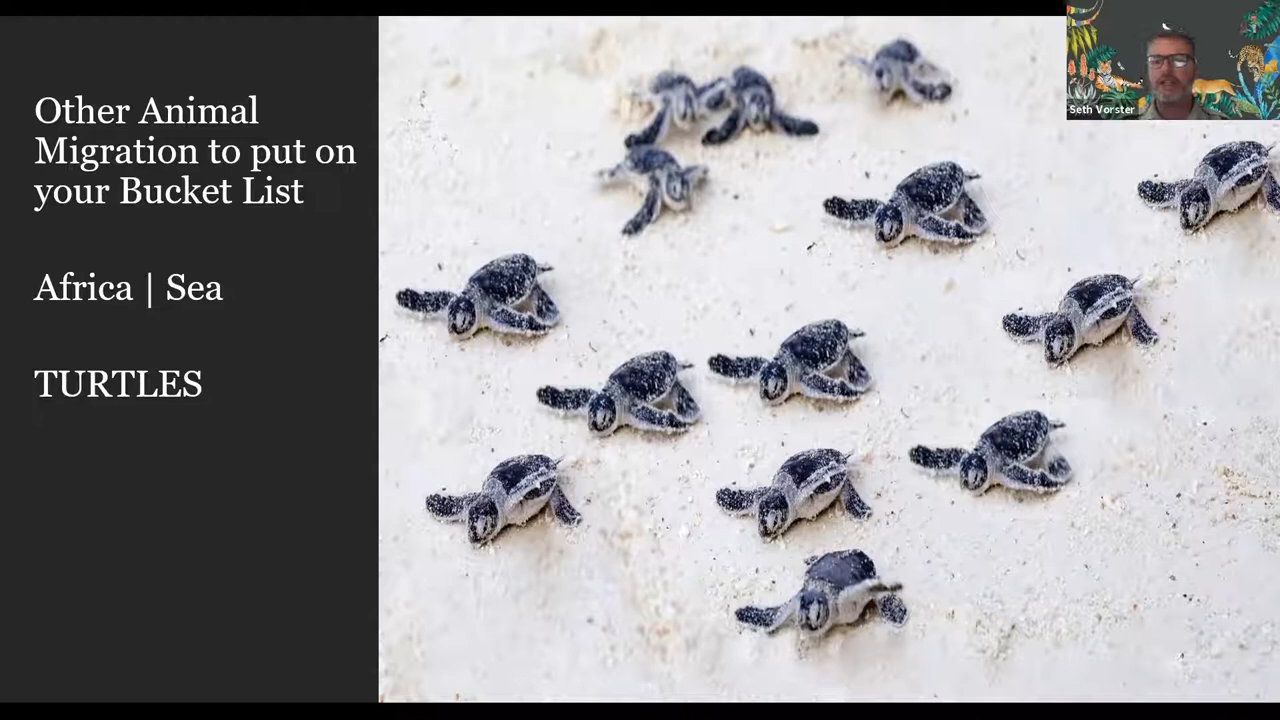 Other Animal
Migration to put on
your Bucket List
Africa | Sea
TURTLES
Seth Vorster